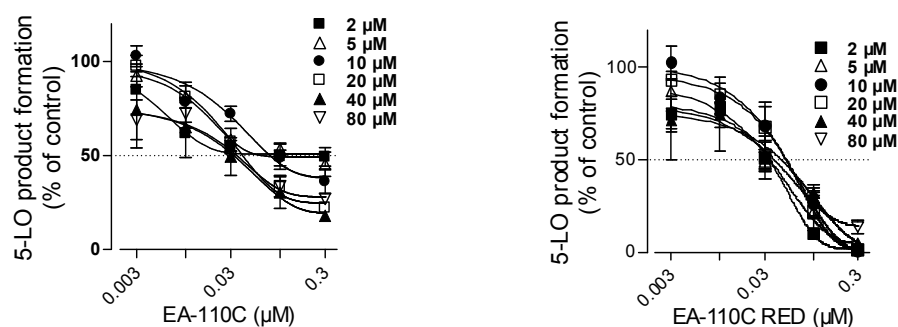 5-LO product formation
(% of control)
100
50
0
0.003
0.03
0.3
EA-110C (µM)
2 µM
5 µM
10 µM
20 µM
40 µM
80 µM
5-LO product formation
(% of control)
100
50
0
0.003
0.03
0.3
EA-110C RED (µM)
2 µM
5 µM
10 µM
20 µM
40 µM
80 µM